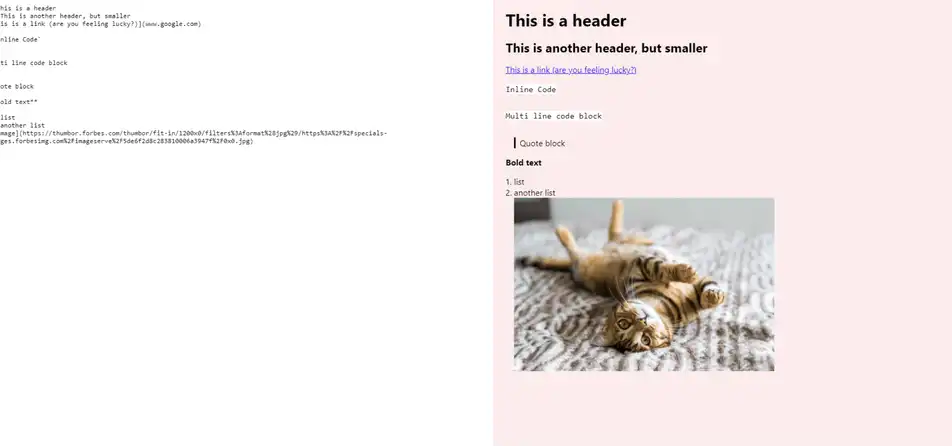 his is a header
This is another header, but smaller
is is a link (are you feeling lucky?)](www.google.com)
nline Code`
ti line code block
ote block
old text**
list
another list
mage](https://thumbor.forbes.com/thumbor/fit-in/1200x0/filters%3Aformat%28jpg%29/https%3A%2F%2Fspecials-
ges.forbesimg.com%2Fimageserve%2F5de6f2d8c283810006a3947f%2F0x0.jpg)
This is a header
This is another header, but smaller
This is a link (are you feeling lucky?)
Inline Code
Multi line code block
Quote block
Bold text
1. list
2. another list